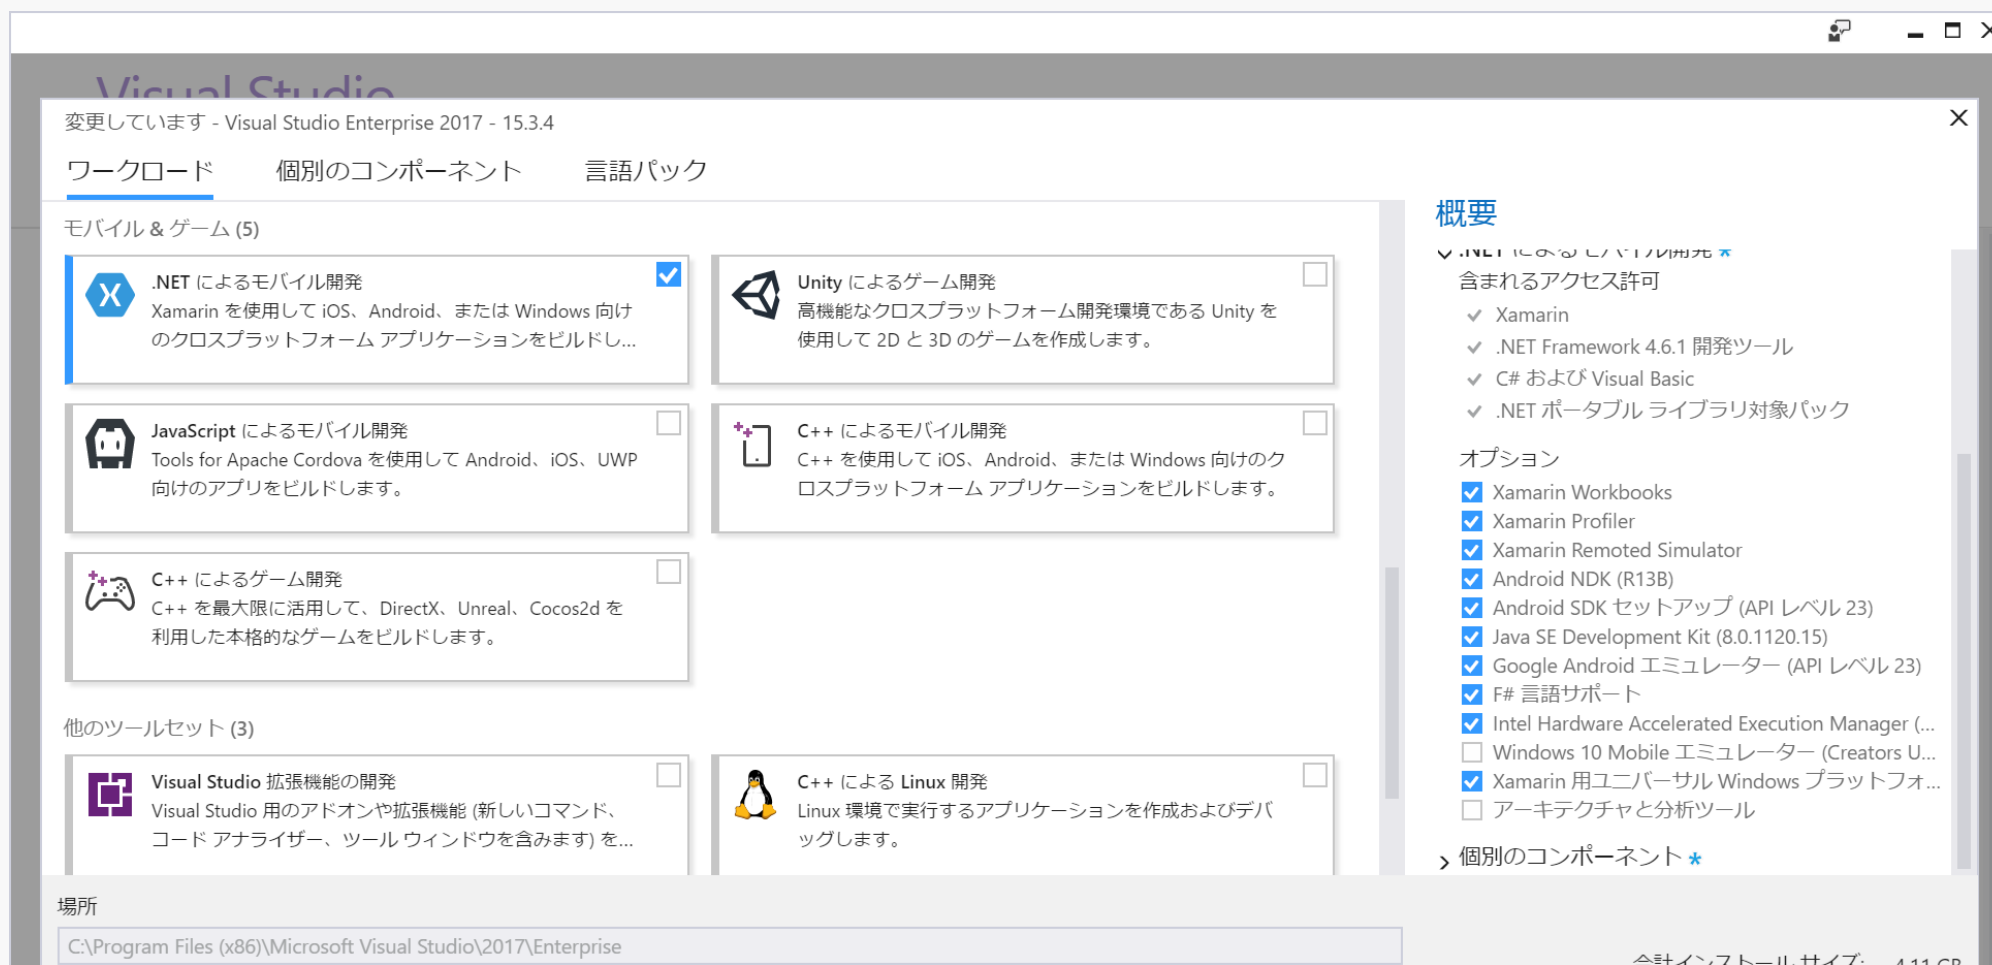 Visual Studio
変更しています - Visual Studio Enterprise 2017 - 15.3.4
ワークロード
個別のコンポーネント
言語パック
モバイル & ゲーム (5)
.NET によるモバイル開発
Xamarin を使用して iOS、Android、または Windows 向け
のクロスプラットフォーム アプリケーションをビルドし...
Unity によるゲーム開発
高機能なクロスプラットフォーム開発環境である Unity を
使用して 2D と 3D のゲームを作成します。
JavaScript によるモバイル開発
Tools for Apache Cordova を使用して Android、iOS、UWP
向けのアプリをビルドします。
C++ によるモバイル開発
C++ を使用して iOS、Android、または Windows 向けのク
ロスプラットフォーム アプリケーションをビルドします。
C++ によるゲーム開発
C++ を最大限に活用して、DirectX、Unreal、Cocos2d を
利用した本格的なゲームをビルドします。
他のツールセット (3)
Visual Studio 拡張機能の開発
Visual Studio 用のアドオンや拡張機能 (新しいコマンド、
コード アナライザー、ツール ウィンドウを含みます) を...
C++ による Linux 開発
Linux 環境で実行するアプリケーションを作成およびデバ
ッグします。
概要
.NET によるモバイル開発 *
含まれるアクセス許可
Xamarin
.NET Framework 4.6.1 開発ツール
C# および Visual Basic
.NET ポータブル ライブラリ対象パック
オプション
Xamarin Workbooks
Xamarin Profiler
Xamarin Remoted Simulator
Android NDK (R13B)
Android SDK セットアップ (API レベル 23)
Java SE Development Kit (8.0.1120.15)
Google Android エミュレーター (API レベル 23)
F# 言語サポート
Intel Hardware Accelerated Execution Manager (...
Windows 10 Mobile エミュレーター (Creators U...
Xamarin 用ユニバーサル Windows プラットフォ...
アーキテクチャと分析ツール
個別のコンポーネント *
場所
C:\Program Files (x86)\Microsoft Visual Studio\2017\Enterprise
合計インストール サイズ: 4.11 GB